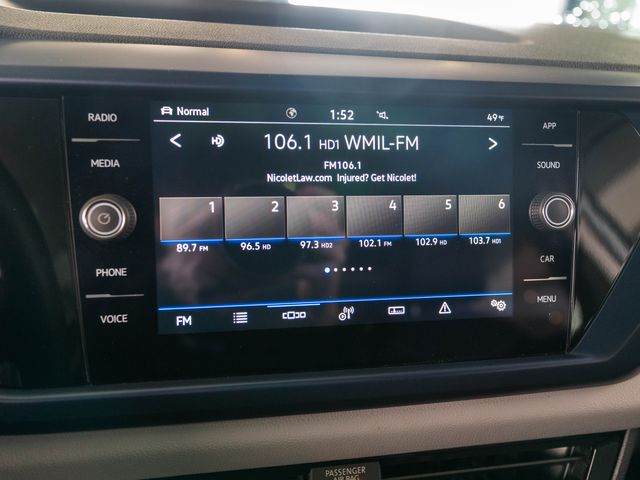 RADIO
MEDIA
PHONE
VOICE
Normal
1:52
49°F
106.1 HD1 WMIL-FM
FM106.1
NicoletLaw.com Injured? Get Nicolet!
1 2 3 4 5 6
89.7 FM 96.5 HD 97.3 HD2 102.1 FM 102.9 HD 103.7 HD1
FM
APP
SOUND
CAR
MENU
PASSENGER
AIR BAG